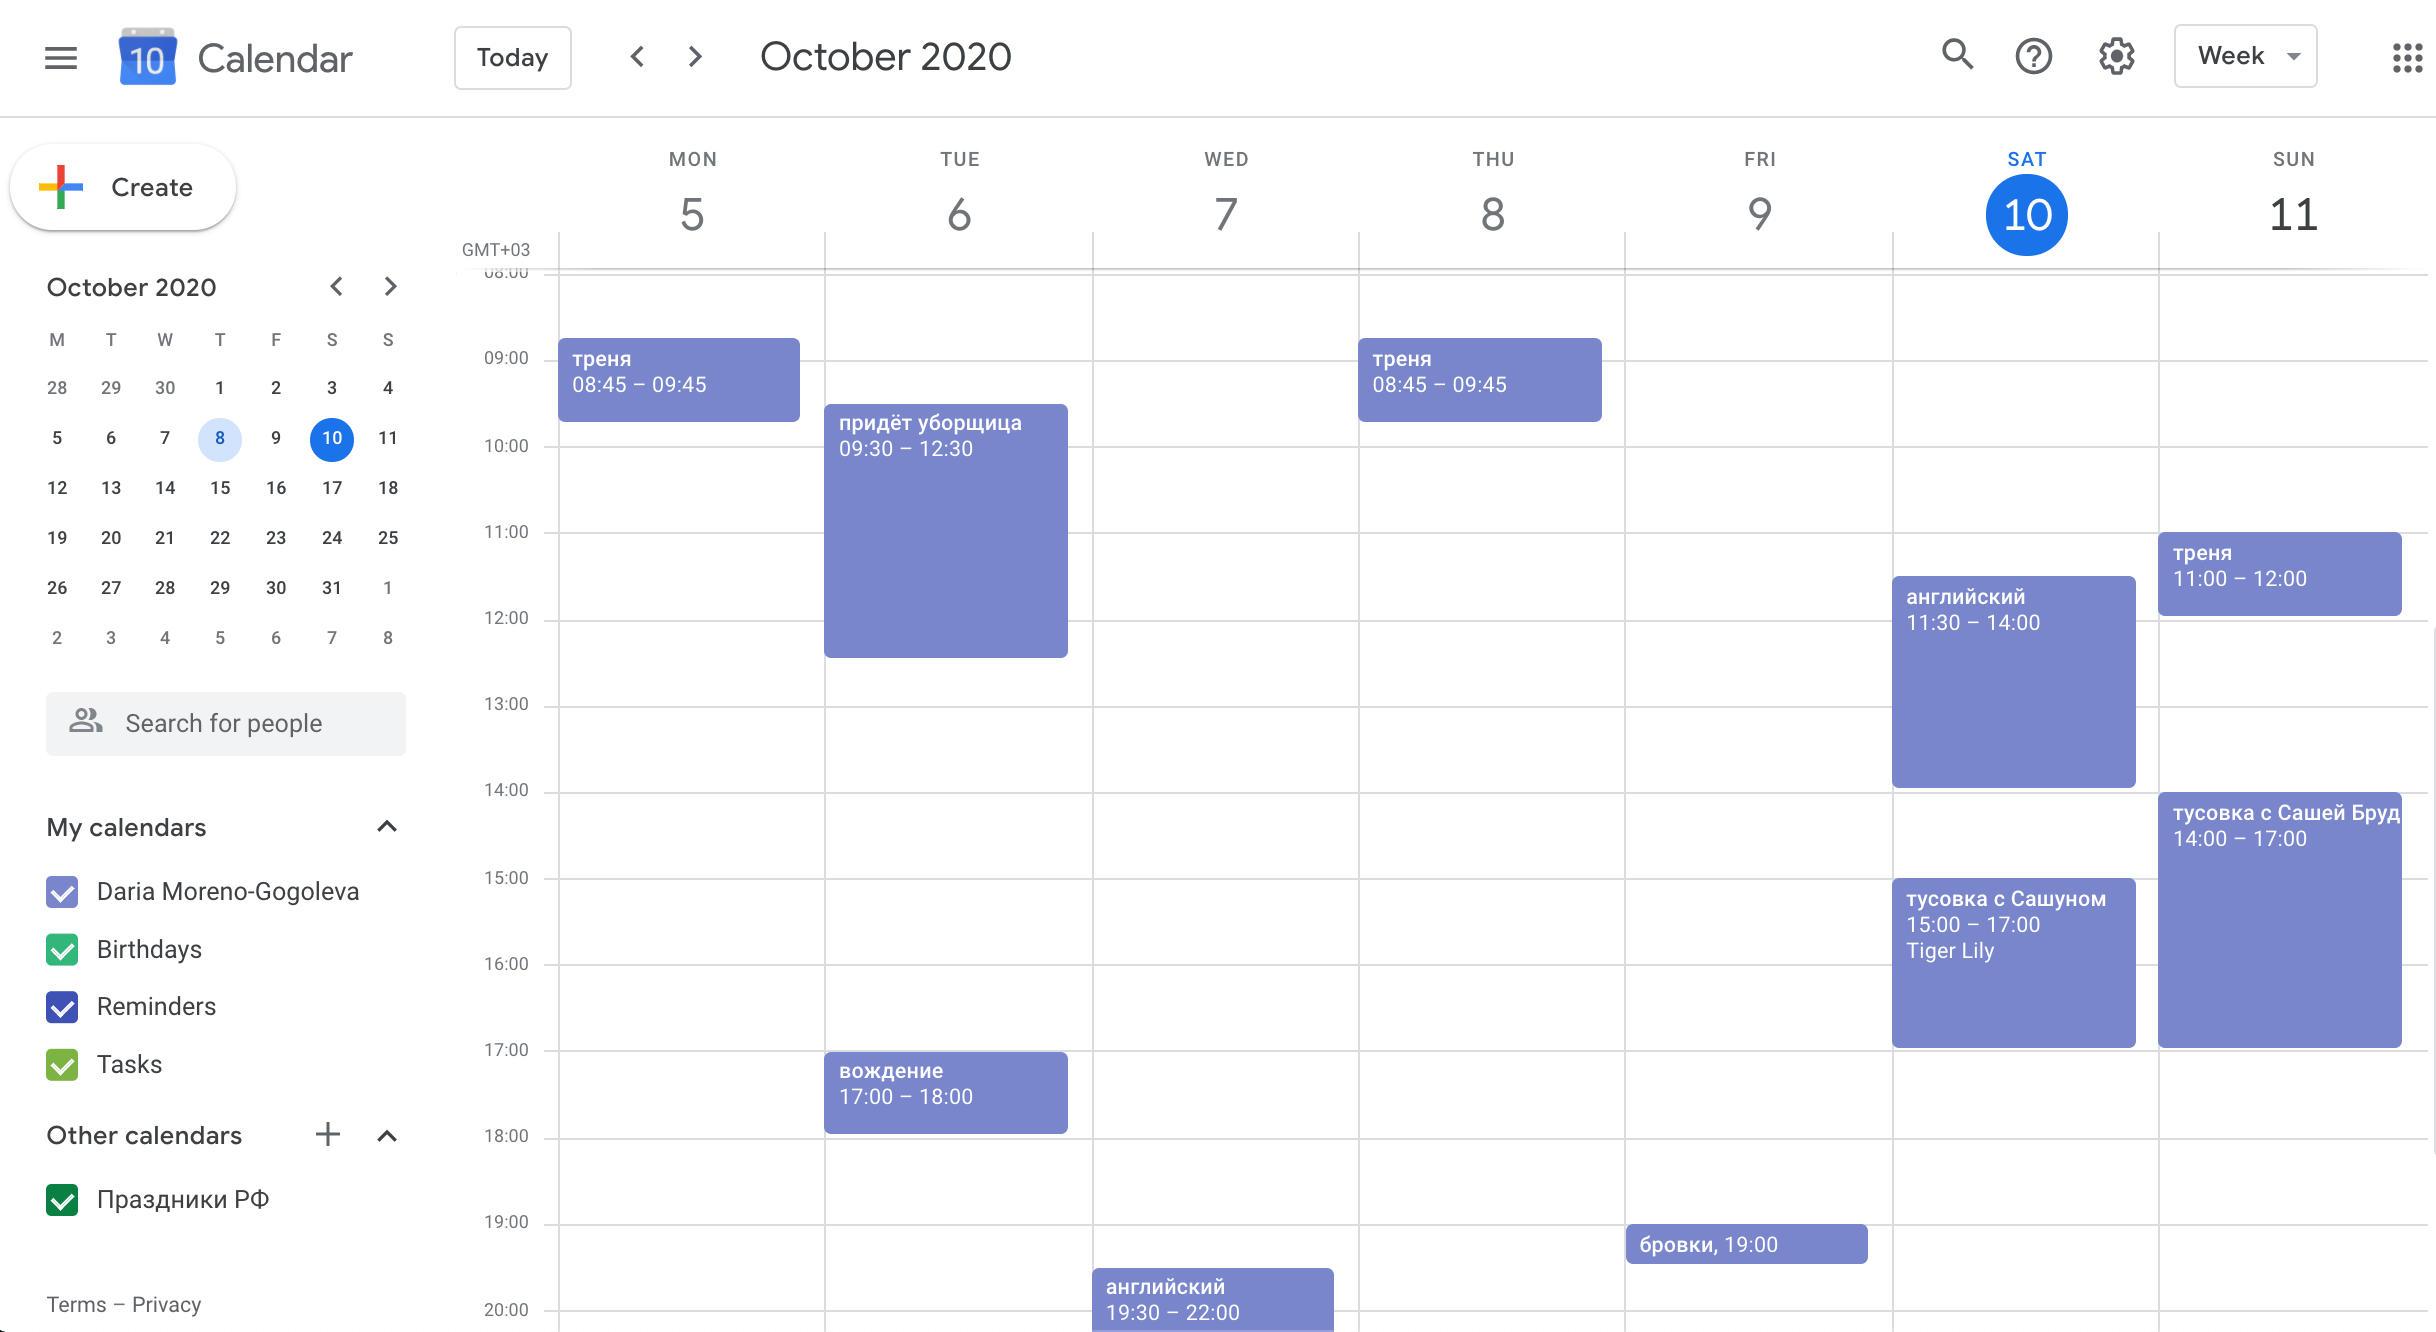 10 Calendar Today October 2020 Week
Create
October 2020
M T W T F S S
28 29 30 1 2 3 4
5 6 7 8 9 10 11
12 13 14 15 16 17 18
19 20 21 22 23 24 25
26 27 28 29 30 31 1
2 3 4 5 6 7 8
Search for people
My calendars
Daria Moreno-Gogoleva
Birthdays
Reminders
Tasks
Other calendars
Праздники РФ
Terms – Privacy
MON TUE WED THU FRI SAT SUN
5 6 7 8 9 10 11
GMT+03
08:00
09:00
10:00
11:00
12:00
13:00
14:00
15:00
16:00
17:00
18:00
19:00
20:00
треня
08:45 – 09:45
придёт уборщица
09:30 – 12:30
вождение
17:00 – 18:00
английский
19:30 – 22:00
треня
08:45 – 09:45
бровки, 19:00
английский
11:30 – 14:00
тусовка с Сашуном
15:00 – 17:00
Tiger Lily
треня
11:00 – 12:00
тусовка с Сашей Бруд
14:00 – 17:00